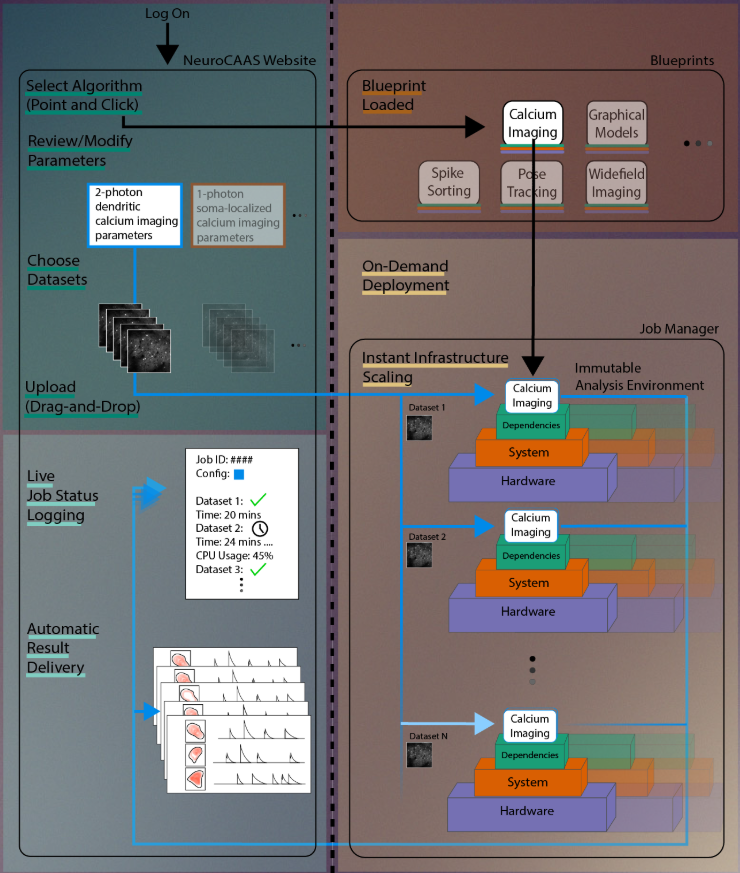 Log On
NeuroCAAS Website
Select Algorithm
(Point and Click)
Review/Modify
Parameters
2-photon
dendritic
calcium imaging
parameters
1-photon
soma-localized
calcium imaging
parameters
Choose
Datasets
Upload
(Drag-and-Drop)
Blueprints
Blueprint
Loaded
Calcium
Imaging
Graphical
Models
Spike
Sorting
Pose
Tracking
Widefield
Imaging
On-Demand
Deployment
Job Manager
Instant Infrastructure
Scaling
Immutable
Analysis Environment
Dataset 1
Calcium
Imaging
Dependencies
System
Hardware
Dataset 2
Calcium
Imaging
Dependencies
System
Hardware
Dataset N
Calcium
Imaging
Dependencies
System
Hardware
Live
Job Status
Logging
Job ID: ####
Config:
Dataset 1:
Time: 20 mins
Dataset 2:
Time: 24 mins ....
CPU Usage: 45%
Dataset 3:
Automatic
Result
Delivery